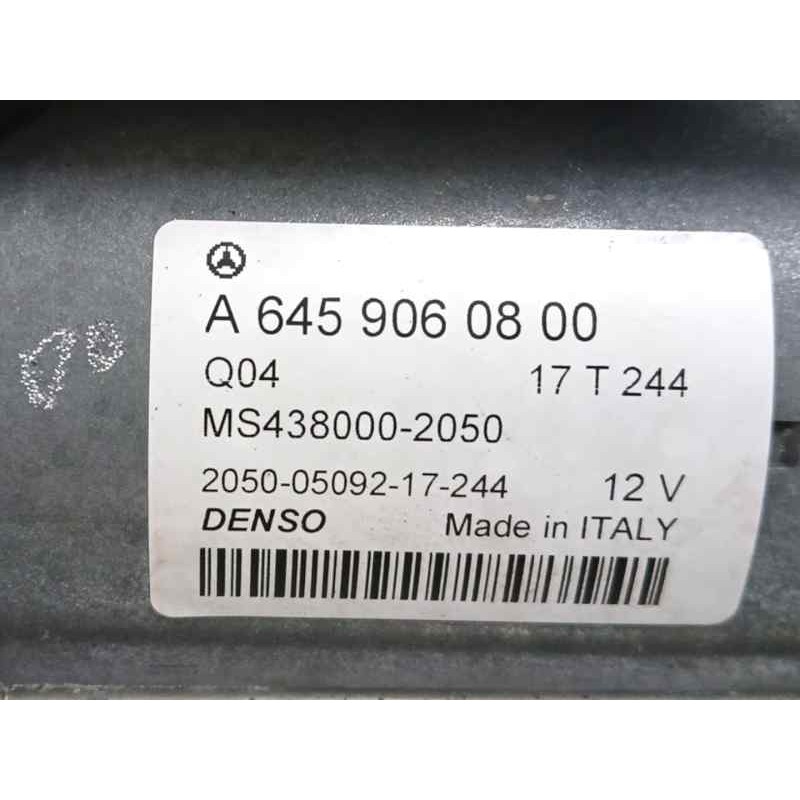 A 645 906 08 00
Q04 17 T 244
MS438000-2050
2050-05092-17-244 12 V
DENSO Made in ITALY